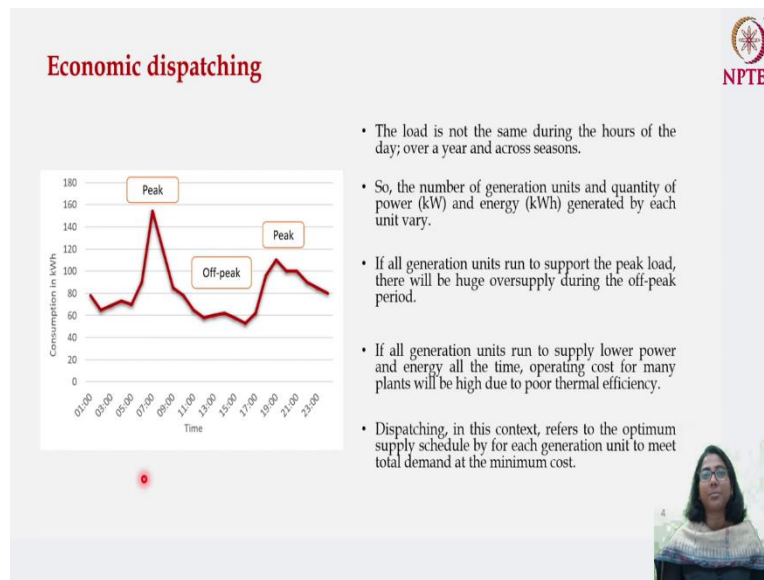 Economic dispatching
NPTE
• The load is not the same during the hours of the
day; over a year and across seasons.
• So, the number of generation units and quantity of
power (kW) and energy (kWh) generated by each
unit vary.
• If all generation units run to support the peak load,
there will be huge oversupply during the off-peak
period.
• If all generation units run to supply lower power
and energy all the time, operating cost for many
plants will be high due to poor thermal efficiency.
• Dispatching, in this context, refers to the optimum
supply schedule by for each generation unit to meet
total demand at the minimum cost.
Consumption in kWh
180
160
140
120
100
80
60
40
20
0
Peak
Off-peak
Peak
01:00
03:00
05:00
07:00
09:00
11:00
13:00
15:00
17:00
19:00
21:00
23:00
Time
4